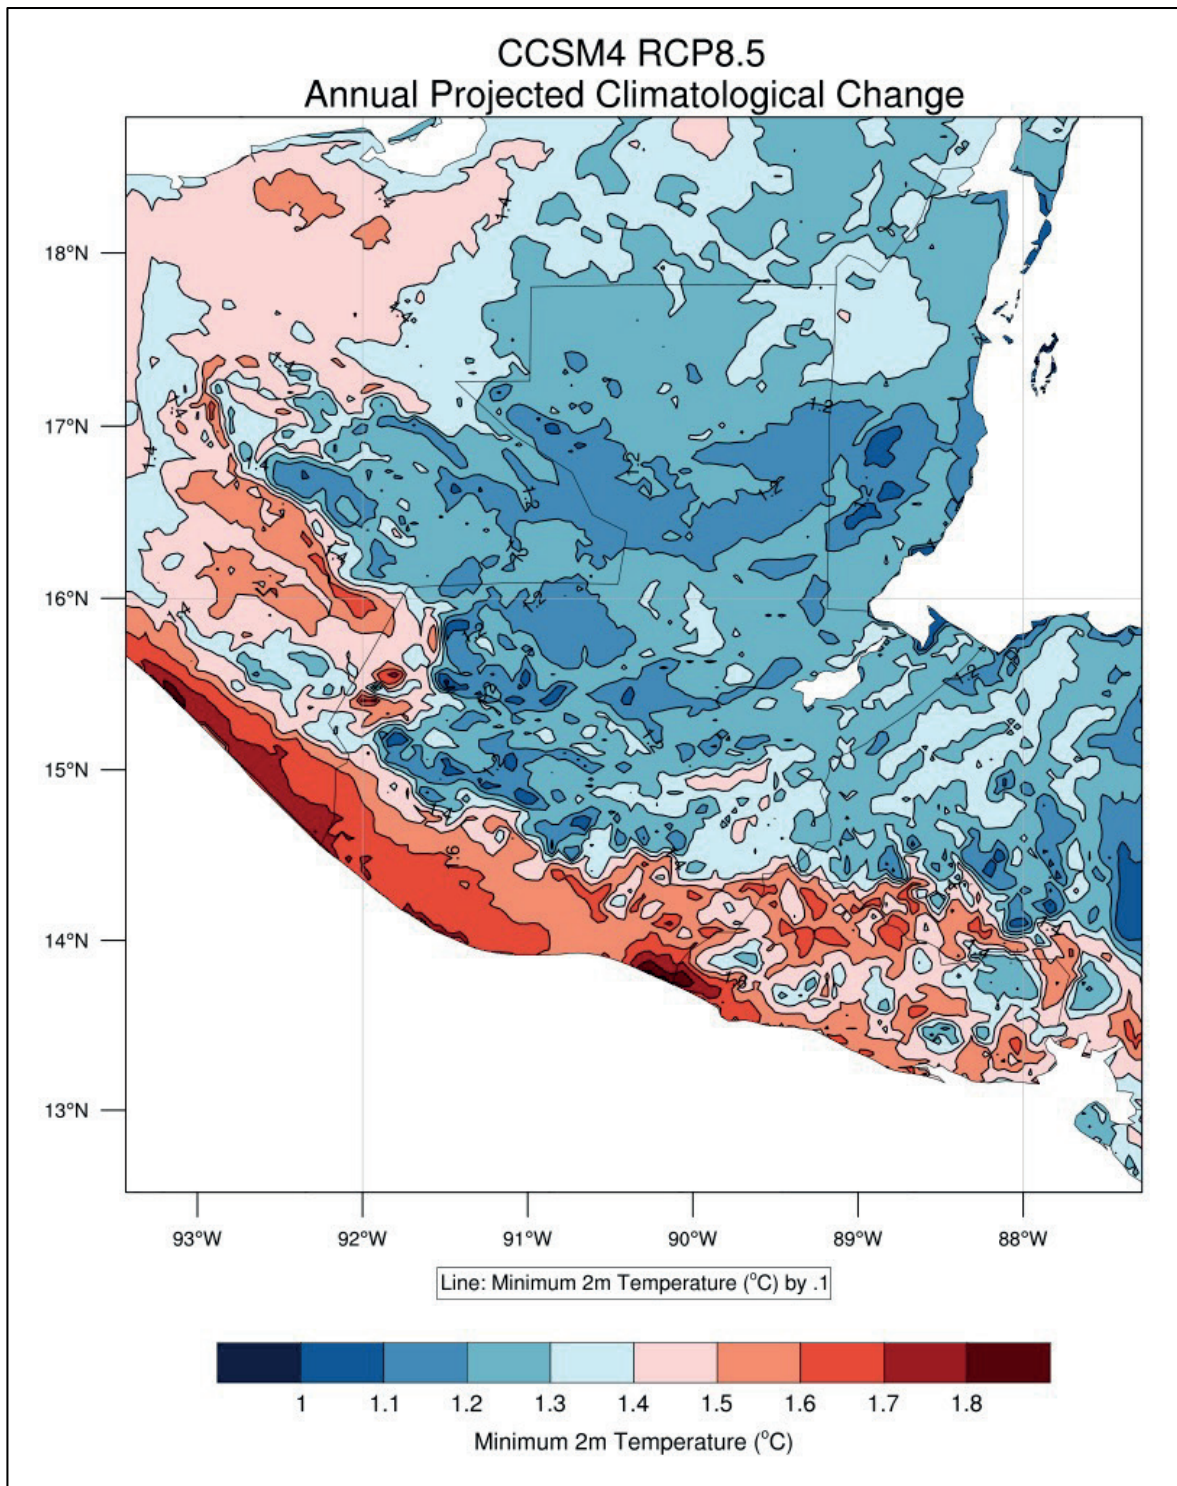 CCSM4 RCP8.5
Annual Projected Climatological Change
18°N
17°N
16°N
15°N
14°N
13°N
93°W 92°W 91°W 90°W 89°W 88°W
Line: Minimum 2m Temperature (°C) by .1
1 1.1 1.2 1.3 1.4 1.5 1.6 1.7 1.8
Minimum 2m Temperature (°C)